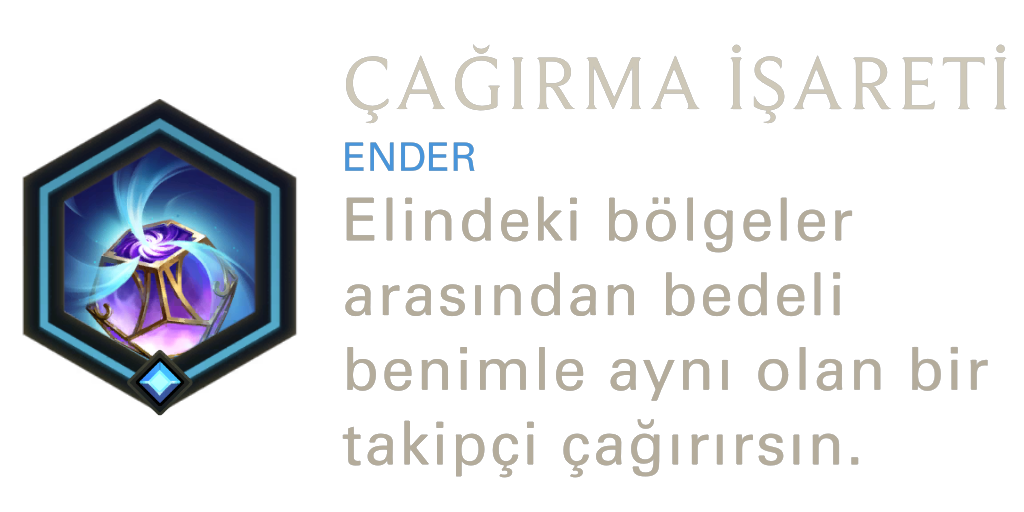 ÇAĞIRMA İŞARETİ
ENDER
Elindeki bölgeler
arasından bedeli
benimle aynı olan bir
takipçi çağırırsın.